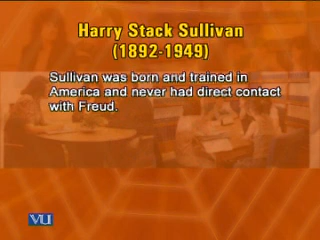 Harry Stack Sullivan
(1892-1949)
Sullivan was born and trained in
America and never had direct contact
with Freud.
VU